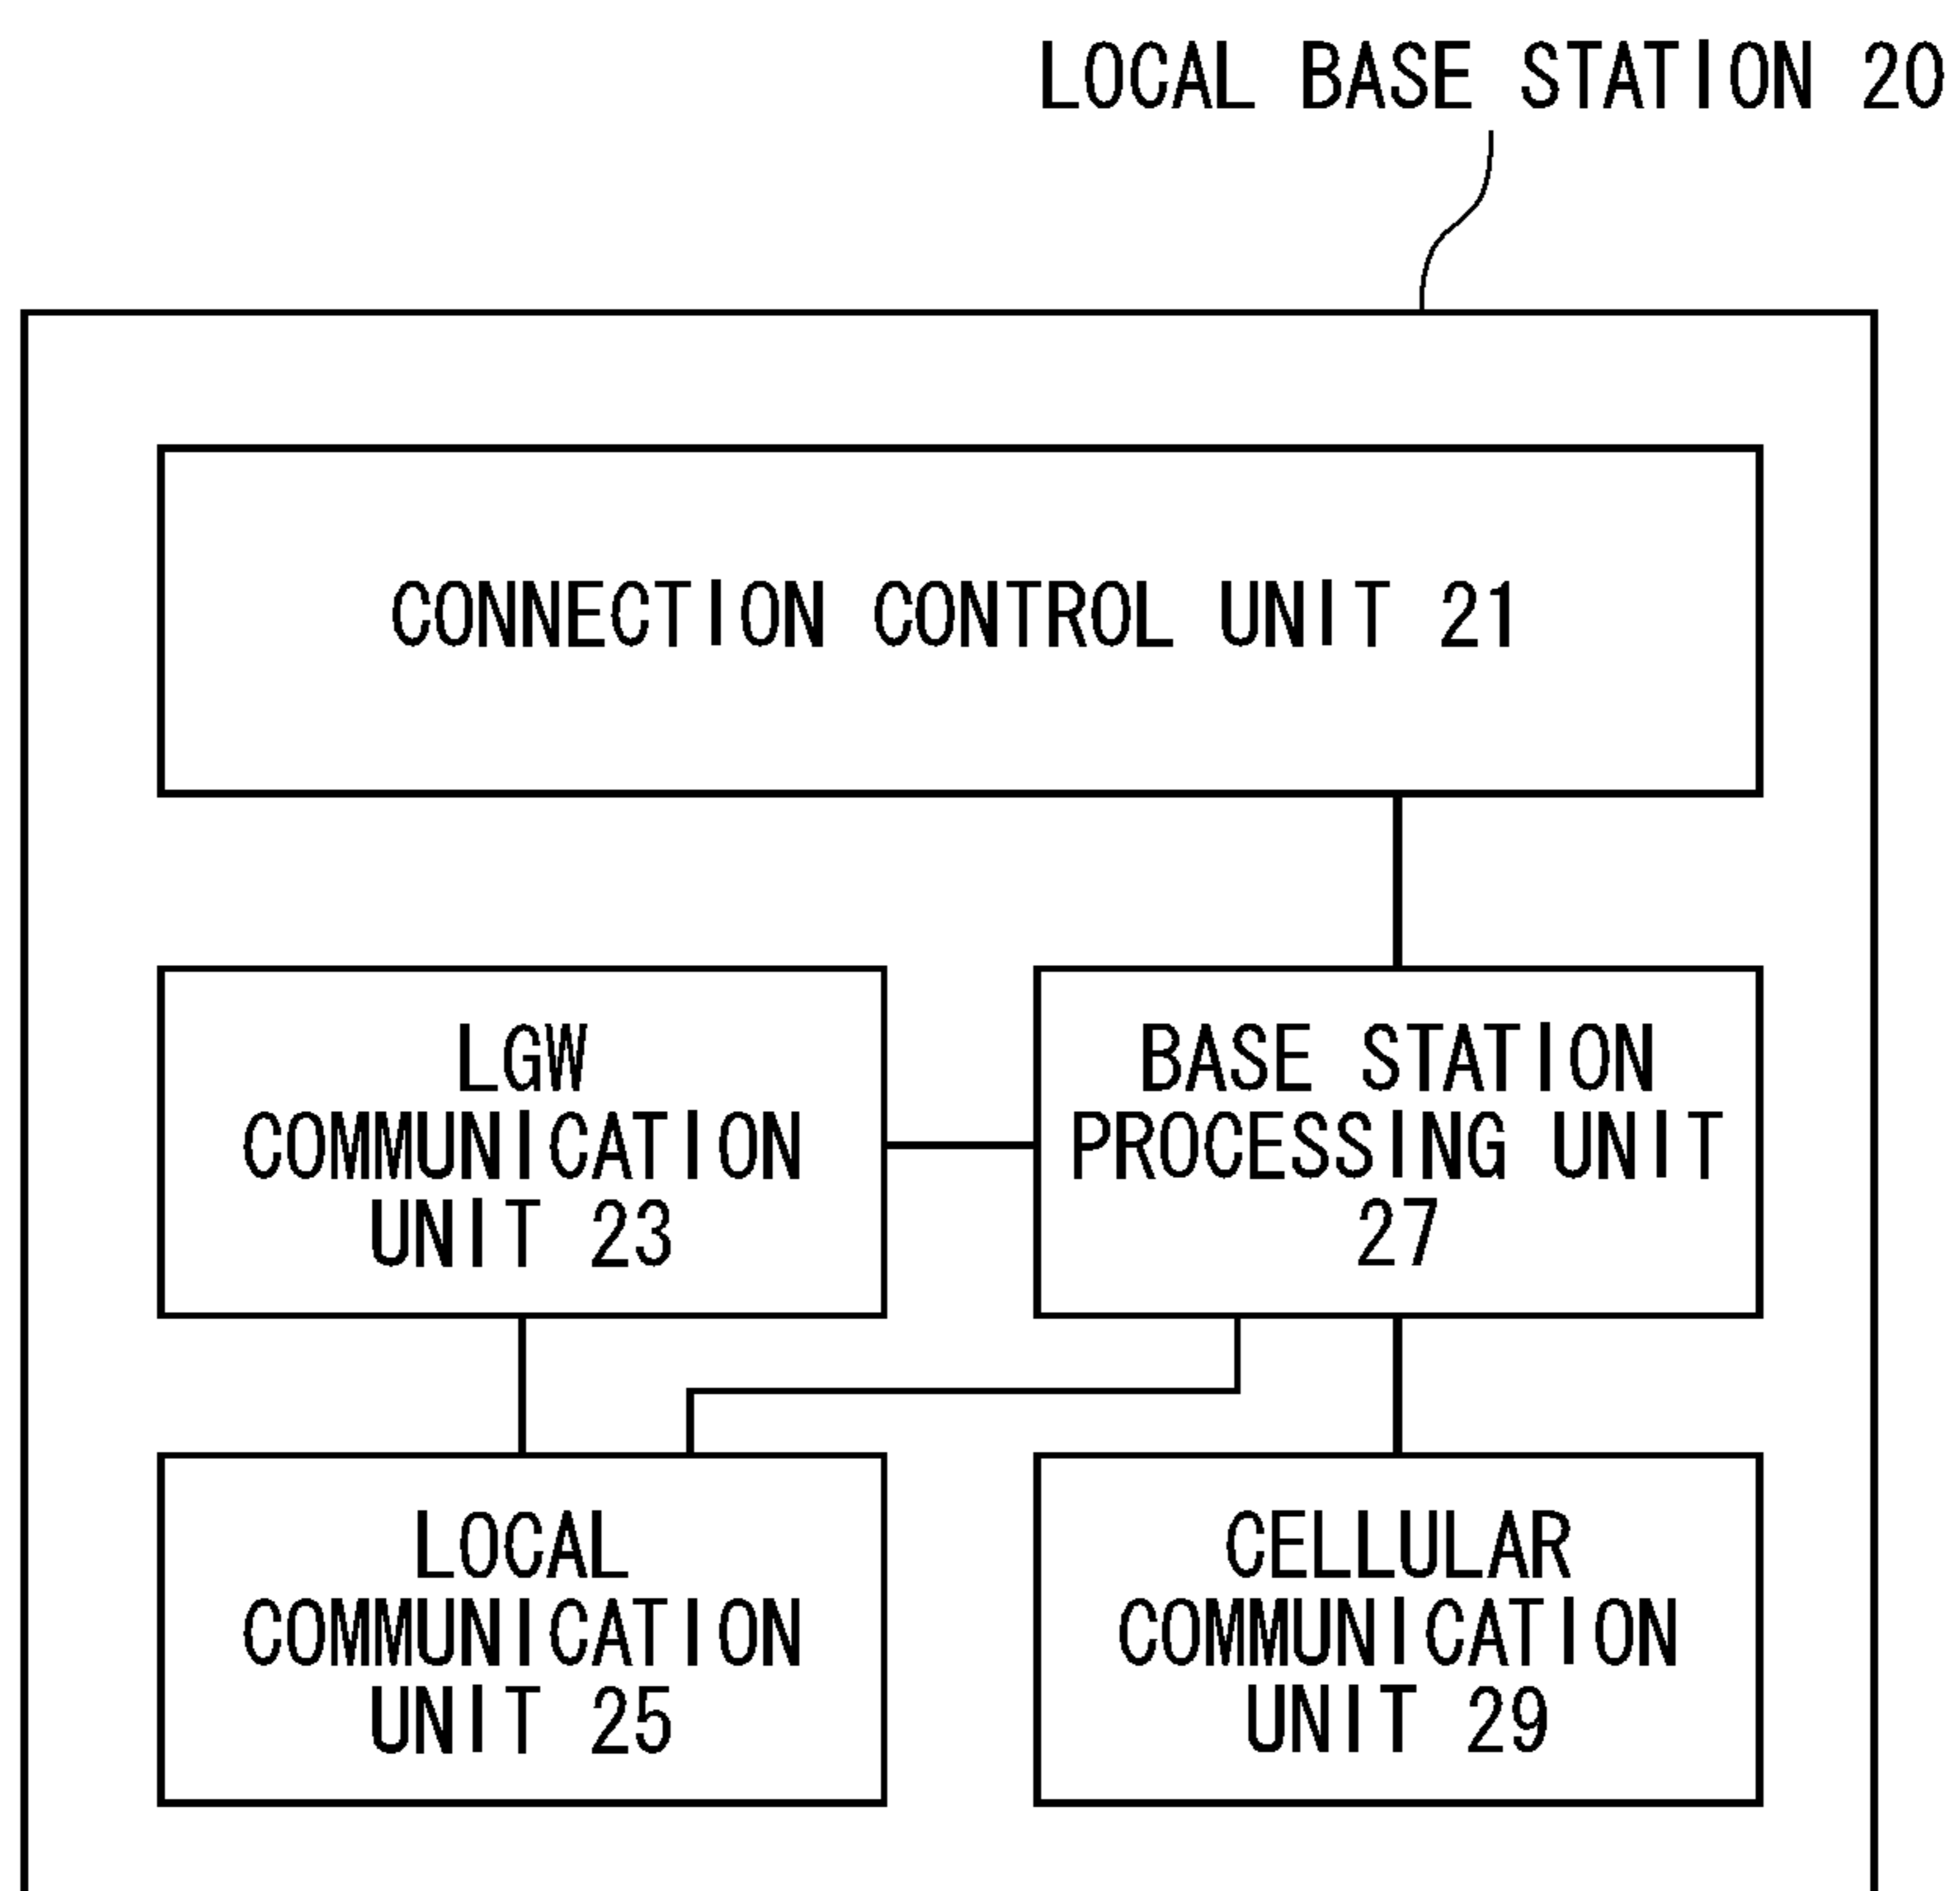 LOCAL BASE STATION 20
CONNECTION CONTROL UNIT 21
LGW
COMMUNICATION
UNIT 23
BASE STATION
PROCESSING UNIT
27
LOCAL
COMMUNICATION
UNIT 25
CELLULAR
COMMUNICATION
UNIT 29